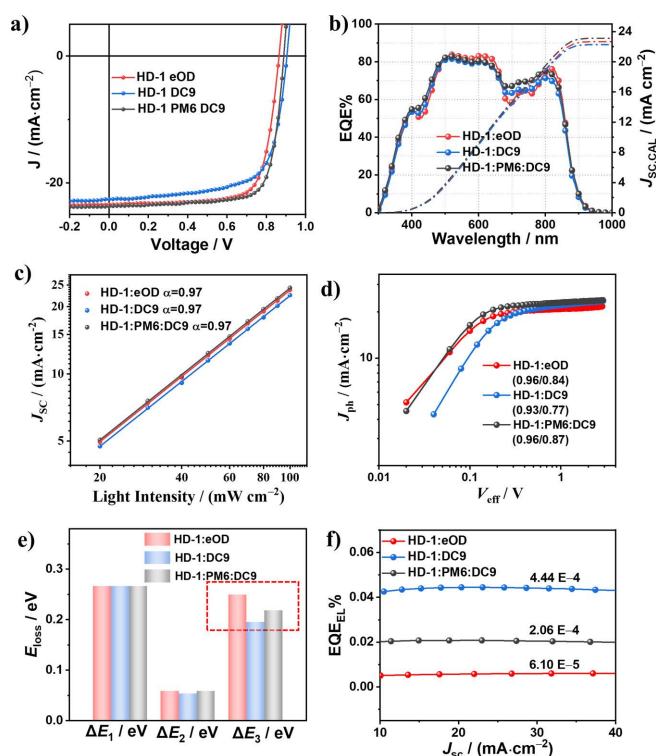 a)
J / (mA·cm⁻²)
0
-20
HD-1 eOD
HD-1 DC9
HD-1 PM6 DC9
-0.2 0.0 0.2 0.4 0.6 0.8 1.0
Voltage / V
b)
EQE%
100
80
60
40
20
0
24
20
16
12
8
4
0
J_SC.CAL / (mA·cm⁻²)
HD-1:eOD
HD-1:DC9
HD-1:PM6:DC9
400 600 800 1000
Wavelength / nm
c)
J_SC / (mA·cm⁻²)
25
20
15
10
5
HD-1:eOD α=0.97
HD-1:DC9 α=0.97
HD-1:PM6:DC9 α=0.97
20 40 60 80 100
Light Intensity / (mW cm⁻²)
d)
J_ph / (mA·cm⁻²)
10
HD-1:eOD
(0.96/0.84)
HD-1:DC9
(0.93/0.77)
HD-1:PM6:DC9
(0.96/0.87)
0.01 0.1 1
V_eff / V
e)
E_loss / eV
0.3
0.2
0.1
0.0
HD-1:eOD
HD-1:DC9
HD-1:PM6:DC9
ΔE₁ / eV ΔE₂ / eV ΔE₃ / eV
f)
EQE_EL %
HD-1:eOD
HD-1:DC9
HD-1:PM6:DC9
0.06
0.04
0.02
0.00
4.44 E−4
2.06 E−4
6.10 E−5
10 20 30 40
J_sc / (mA·cm⁻²)